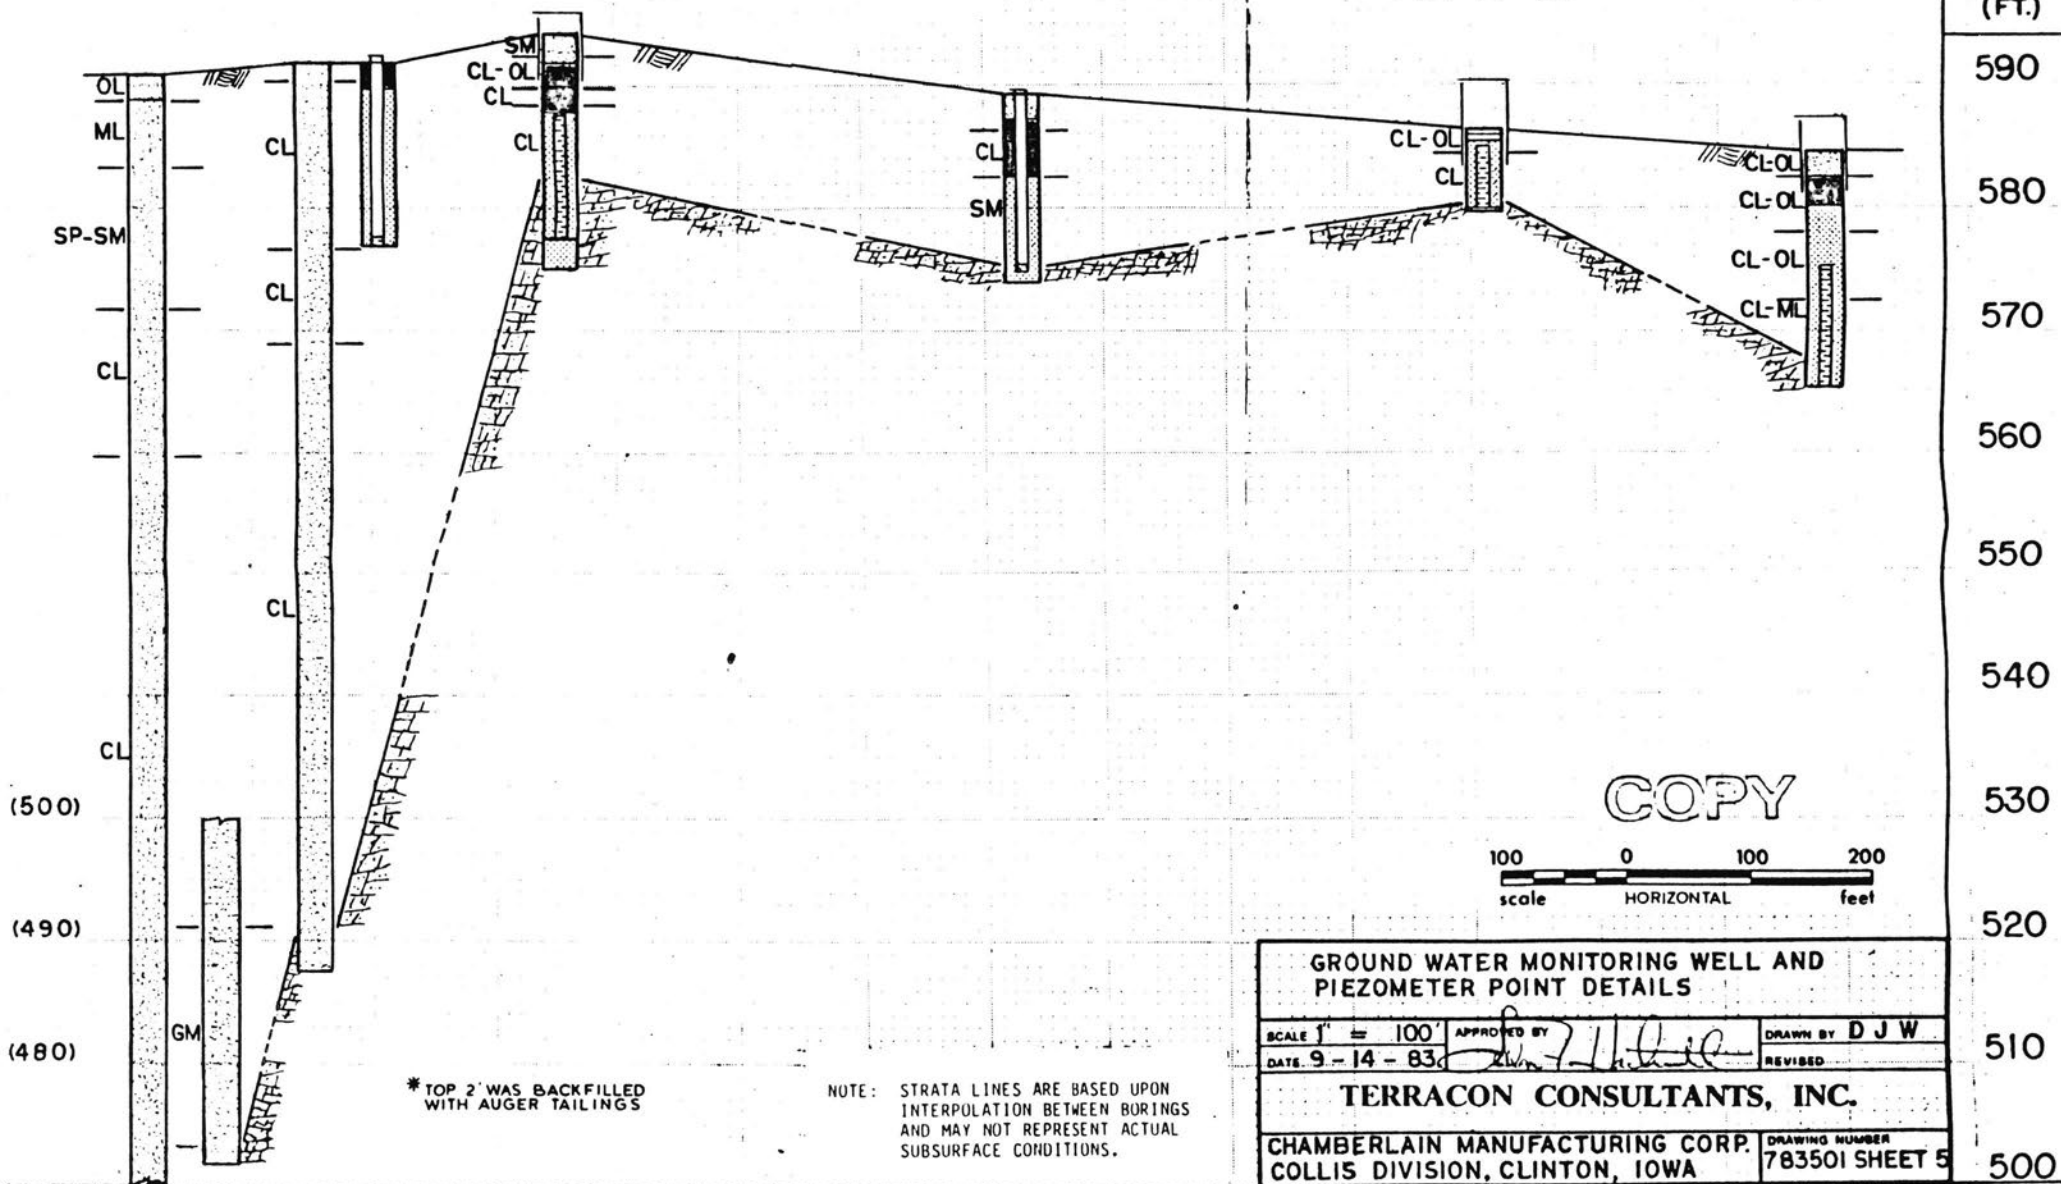 (FT.)
590
580
570
560
550
540
530
520
510
500
(500)
(490)
(480)
OL
ML
SP-SM
CL
CL
GM
CL
CL
CL
SM
CL-OL
CL
CL
CL
SM
CL-OL
CL
CL-OL
CL-OL
CL-OL
CL-ML
COPY
100 0 100 200
scale HORIZONTAL feet
* TOP 2' WAS BACKFILLED
WITH AUGER TAILINGS
NOTE: STRATA LINES ARE BASED UPON
INTERPOLATION BETWEEN BORINGS
AND MAY NOT REPRESENT ACTUAL
SUBSURFACE CONDITIONS.
GROUND WATER MONITORING WELL AND
PIEZOMETER POINT DETAILS
SCALE 1" = 100'
APPROVED BY
DRAWN BY D J W
DATE 9-14-83
REVISED
TERRACON CONSULTANTS, INC.
CHAMBERLAIN MANUFACTURING CORP.
COLLIS DIVISION, CLINTON, IOWA
DRAWING NUMBER
783501 SHEET 5